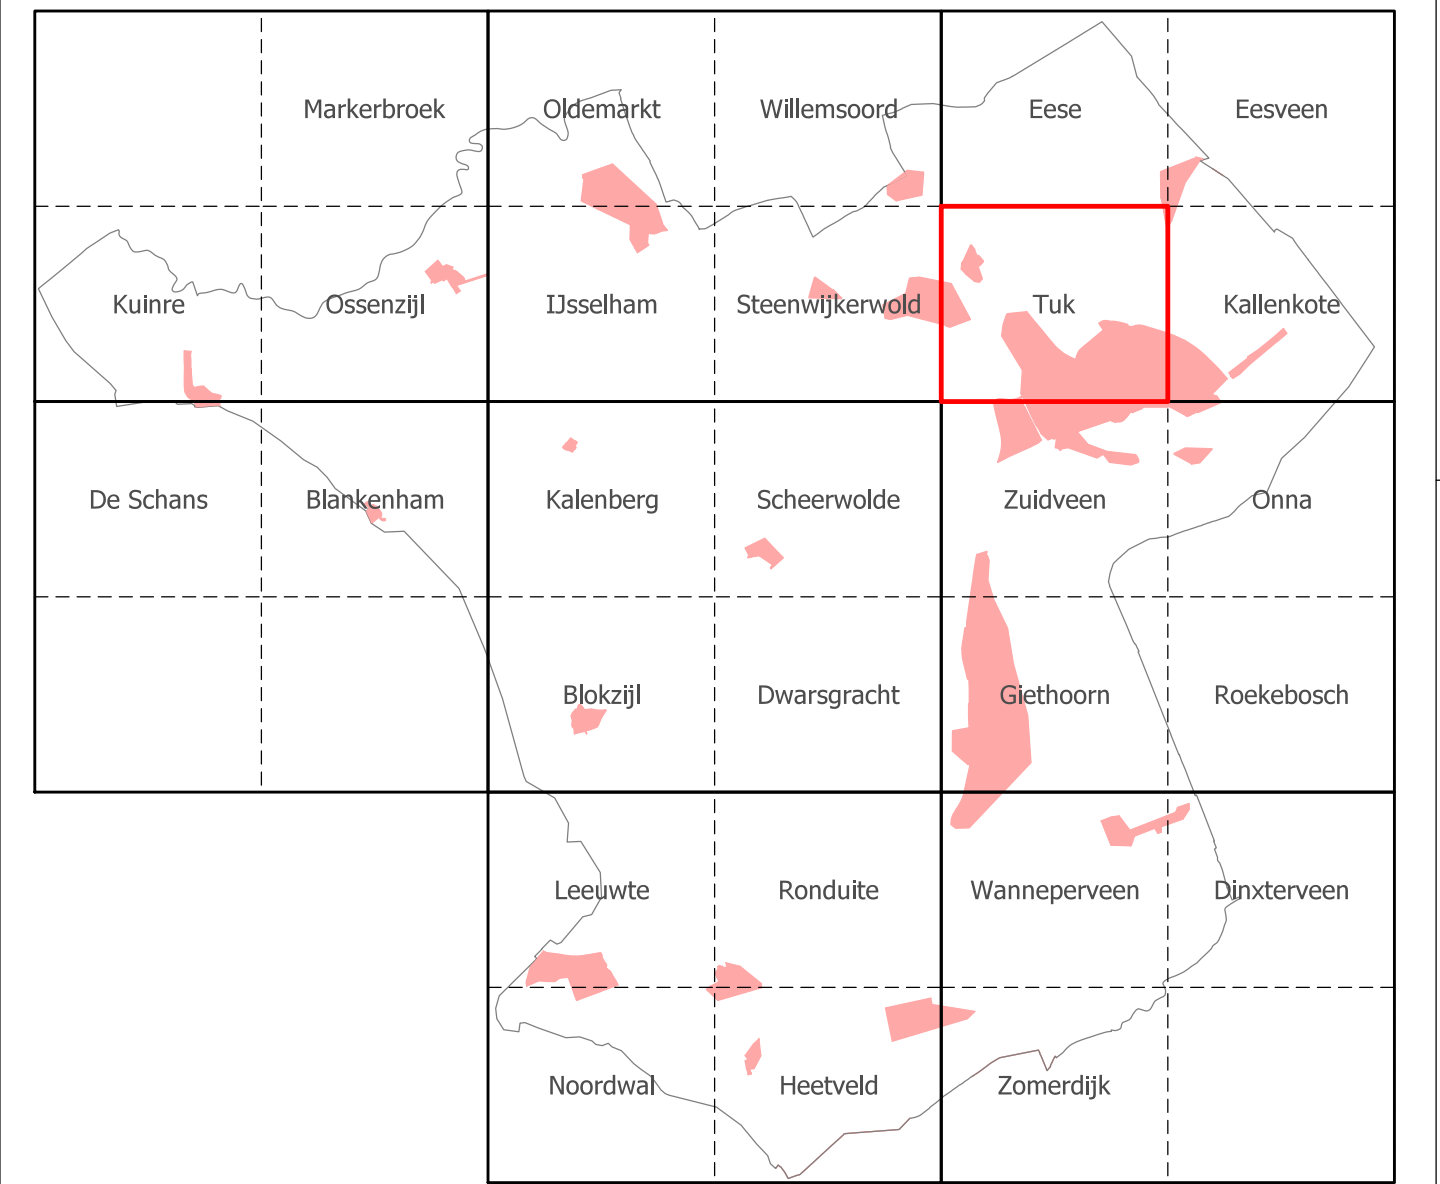 Markerbroek Oldemarkt Willemsoord Eese Eesveen
Kuinre Ossenzijl IJsselham Steenwijkerwold Tuk Kallenkote
De Schans Blankenham Kalenberg Scheerwolde Zuidveen Onna
Blokzijl Dwarsgracht Giethoorn Roekebosch
Leeuwte Ronduite Wanneperveen Dinxterveen
Noordwal Heetveld Zomerdijk